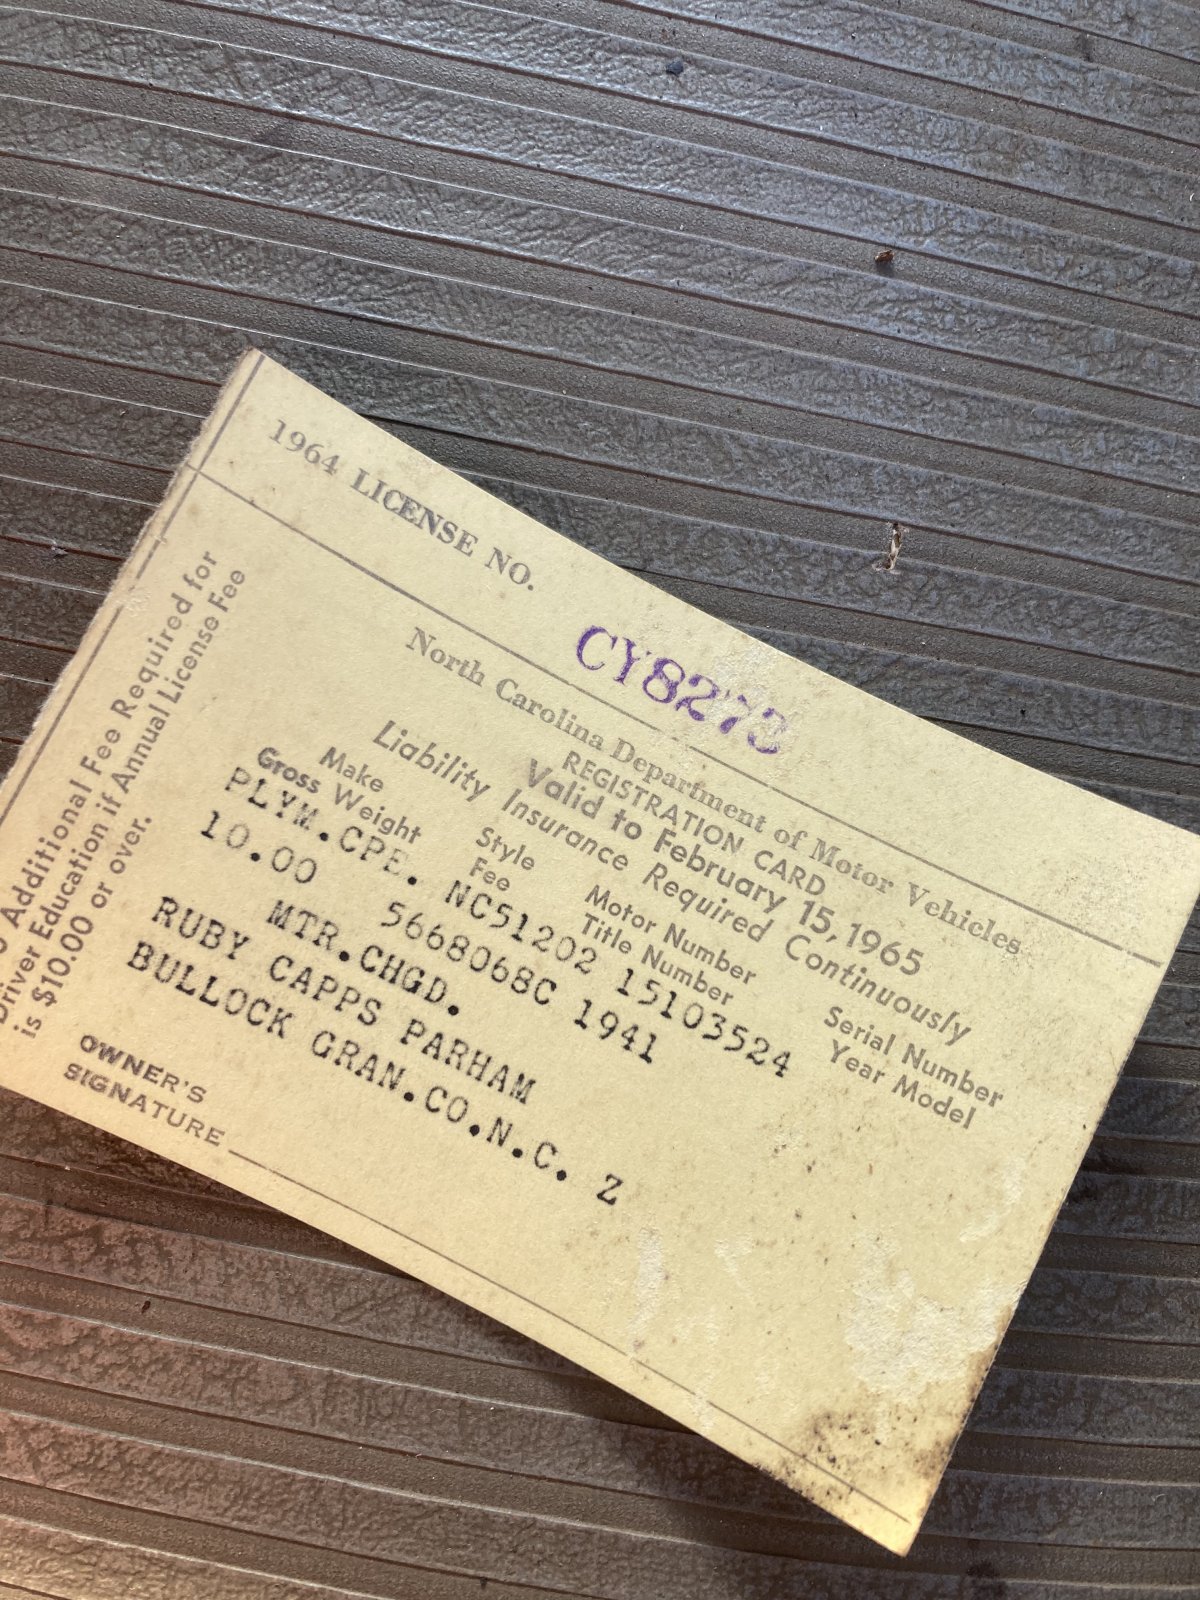 1964 LICENSE NO.
CY8273
North Carolina Department of Motor Vehicles
REGISTRATION CARD
Valid to February 15, 1965
Liability Insurance Required Continuously
Make Style Motor Number Serial Number
Gross Weight Fee Title Number Year Model
PLYM.CPE. NC51202 15103524
10.00 5668068C 1941
MTR.CHGD.
RUBY CAPPS PARHAM
BULLOCK GRAN.CO.N.C. Z
OWNER'S
SIGNATURE
Additional Fee Required for
Driver Education if Annual License Fee
is $10.00 or over.